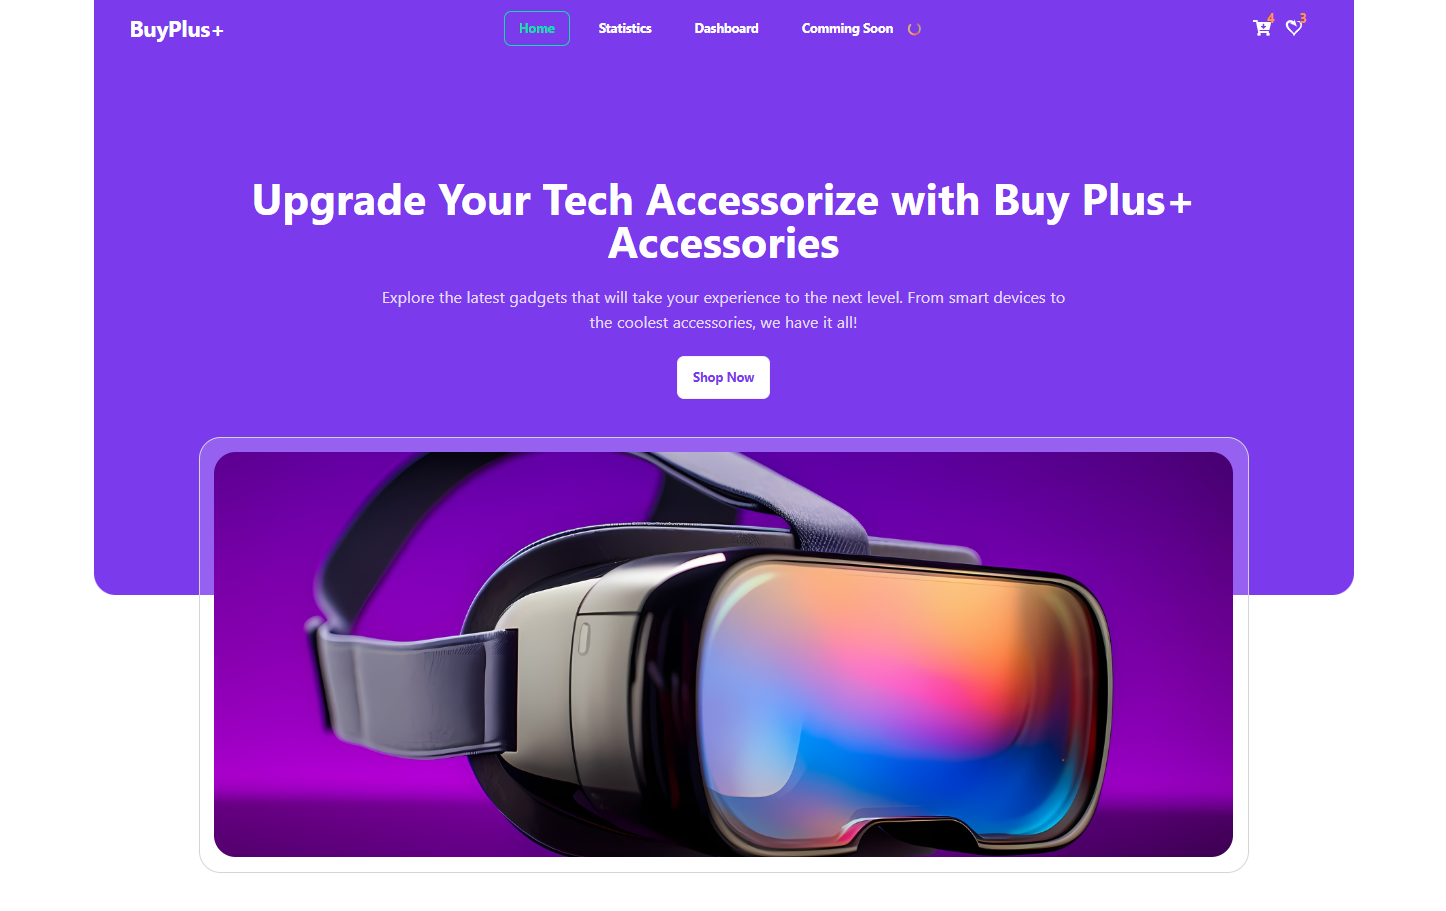 BuyPlus+
Home
Statistics
Dashboard
Comming Soon
4
3
Upgrade Your Tech Accessorize with Buy Plus+
Accessories
Explore the latest gadgets that will take your experience to the next level. From smart devices to
the coolest accessories, we have it all!
Shop Now